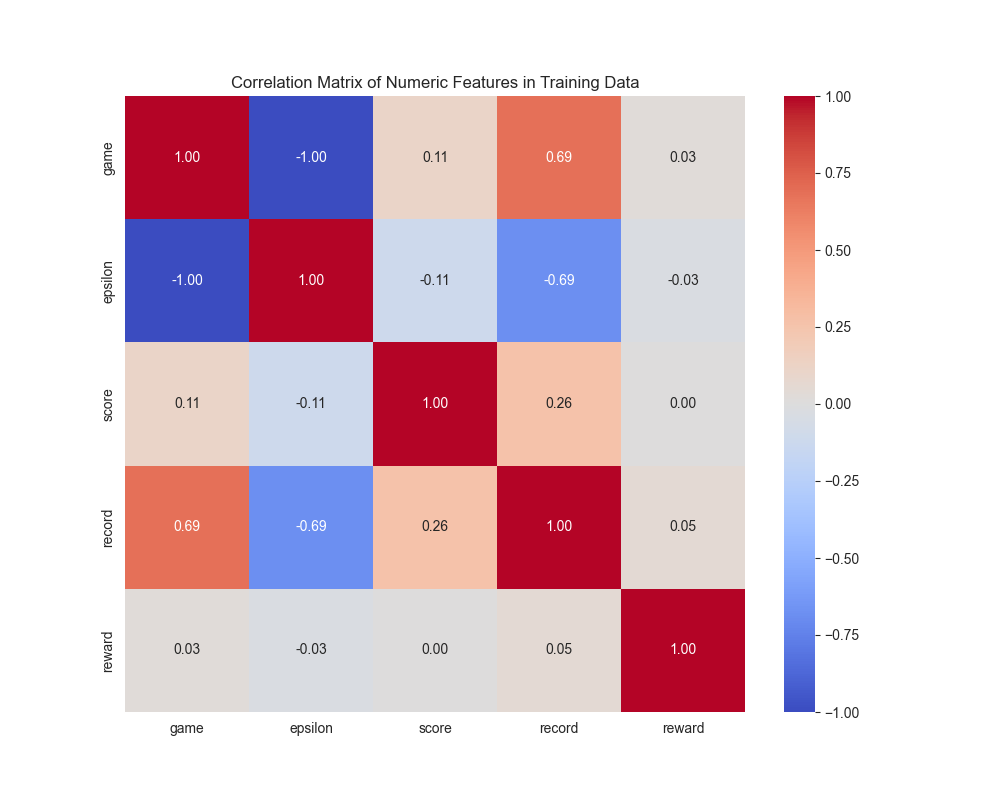 Correlation Matrix of Numeric Features in Training Data
game 1.00 -1.00 0.11 0.69 0.03
epsilon -1.00 1.00 -0.11 -0.69 -0.03
score 0.11 -0.11 1.00 0.26 0.00
record 0.69 -0.69 0.26 1.00 0.05
reward 0.03 -0.03 0.00 0.05 1.00
game epsilon score record reward
1.00
0.75
0.50
0.25
0.00
−0.25
−0.50
−0.75
−1.00